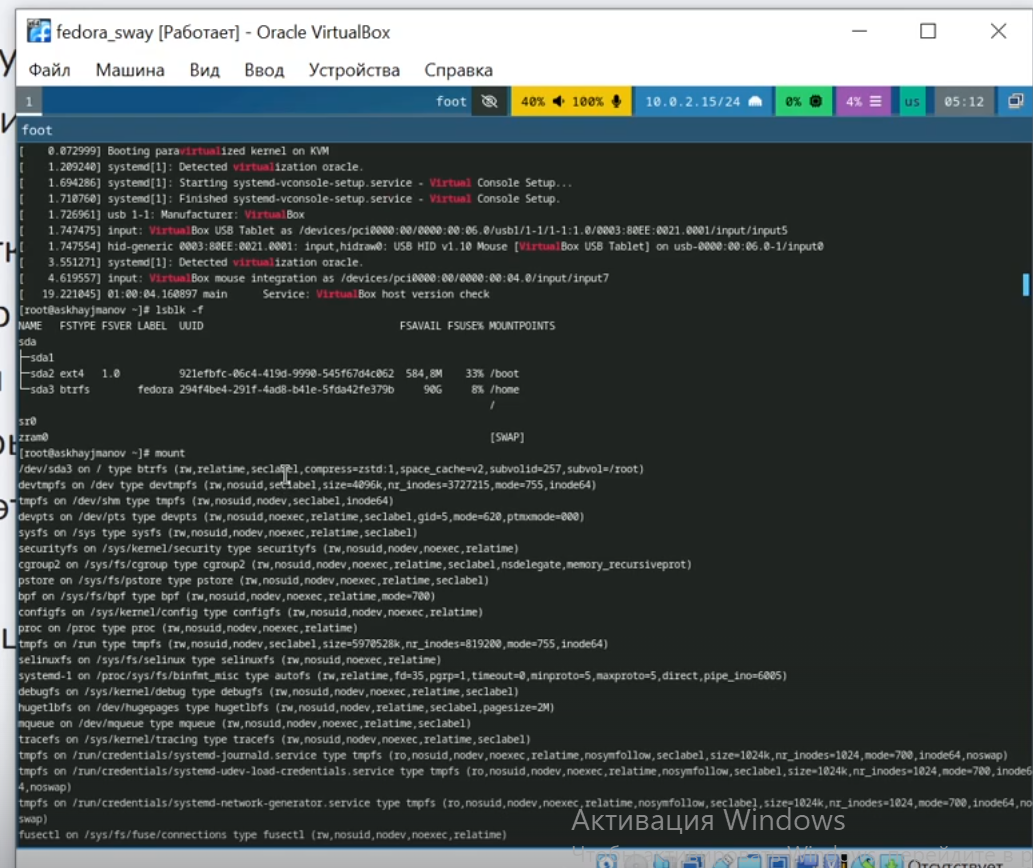 fedora_sway [Работает] - Oracle VirtualBox
Файл Машина Вид Ввод Устройства Справка
1 foot 40% 100% 10.0.2.15/24 0% 4% us 05:12
foot
[    0.072999] Booting paravirtualized kernel on KVM
[    1.209240] systemd[1]: Detected virtualization oracle.
[    1.694286] systemd[1]: Starting systemd-vconsole-setup.service - Virtual Console Setup...
[    1.710760] systemd[1]: Finished systemd-vconsole-setup.service - Virtual Console Setup.
[    1.726961] usb 1-1: Manufacturer: VirtualBox
[    1.747475] input: VirtualBox USB Tablet as /devices/pci0000:00/0000:00:06.0/usb1/1-1/1-1:1.0/0003:80EE:0021.0001/input/input5
[    1.747554] hid-generic 0003:80EE:0021.0001: input,hidraw0: USB HID v1.10 Mouse [VirtualBox USB Tablet] on usb-0000:00:06.0-1/input0
[    3.551271] systemd[1]: Detected virtualization oracle.
[    4.619557] input: VirtualBox mouse integration as /devices/pci0000:00/0000:00:04.0/input/input7
[   19.221045] 01:00:04.160897 main     Service: VirtualBox host version check
[root@askhayjmanov ~]# lsblk -f
NAME   FSTYPE FSVER LABEL  UUID                                 FSAVAIL FSUSE% MOUNTPOINTS
sda
├─sda1
├─sda2 ext4   1.0          921efbfc-06c4-419d-9990-545f67d4c062  584,8M    33% /boot
└─sda3 btrfs        fedora 294f4be4-291f-4ad8-b41e-5fda42fe379b     90G     8% /home
/
sr0
zram0 [SWAP]
[root@askhayjmanov ~]# mount
/dev/sda3 on / type btrfs (rw,relatime,seclabel,compress=zstd:1,space_cache=v2,subvolid=257,subvol=/root)
devtmpfs on /dev type devtmpfs (rw,nosuid,seclabel,size=4096k,nr_inodes=3727215,mode=755,inode64)
tmpfs on /dev/shm type tmpfs (rw,nosuid,nodev,seclabel,inode64)
devpts on /dev/pts type devpts (rw,nosuid,noexec,relatime,seclabel,gid=5,mode=620,ptmxmode=000)
sysfs on /sys type sysfs (rw,nosuid,nodev,noexec,relatime,seclabel)
securityfs on /sys/kernel/security type securityfs (rw,nosuid,nodev,noexec,relatime)
cgroup2 on /sys/fs/cgroup type cgroup2 (rw,nosuid,nodev,noexec,relatime,seclabel,nsdelegate,memory_recursiveprot)
pstore on /sys/fs/pstore type pstore (rw,nosuid,nodev,noexec,relatime,seclabel)
bpf on /sys/fs/bpf type bpf (rw,nosuid,nodev,noexec,relatime,mode=700)
configfs on /sys/kernel/config type configfs (rw,nosuid,nodev,noexec,relatime)
proc on /proc type proc (rw,nosuid,nodev,noexec,relatime)
tmpfs on /run type tmpfs (rw,nosuid,nodev,seclabel,size=5970528k,nr_inodes=819200,mode=755,inode64)
selinuxfs on /sys/fs/selinux type selinuxfs (rw,nosuid,noexec,relatime)
systemd-1 on /proc/sys/fs/binfmt_misc type autofs (rw,relatime,fd=35,pgrp=1,timeout=0,minproto=5,maxproto=5,direct,pipe_ino=6005)
debugfs on /sys/kernel/debug type debugfs (rw,nosuid,nodev,noexec,relatime,seclabel)
hugetlbfs on /dev/hugepages type hugetlbfs (rw,nosuid,nodev,relatime,seclabel,pagesize=2M)
mqueue on /dev/mqueue type mqueue (rw,nosuid,nodev,noexec,relatime,seclabel)
tracefs on /sys/kernel/tracing type tracefs (rw,nosuid,nodev,noexec,relatime,seclabel)
tmpfs on /run/credentials/systemd-journald.service type tmpfs (ro,nosuid,nodev,noexec,relatime,nosymfollow,seclabel,size=1024k,nr_inodes=1024,mode=700,inode64,noswap)
tmpfs on /run/credentials/systemd-udev-load-credentials.service type tmpfs (ro,nosuid,nodev,noexec,relatime,nosymfollow,seclabel,size=1024k,nr_inodes=1024,mode=700,inode6
4,noswap)
tmpfs on /run/credentials/systemd-network-generator.service type tmpfs (ro,nosuid,nodev,noexec,relatime,nosymfollow,seclabel,size=1024k,nr_inodes=1024,mode=700,inode64,no
swap)
fusectl on /sys/fs/fuse/connections type fusectl (rw,nosuid,nodev,noexec,relatime)
Активация Windows